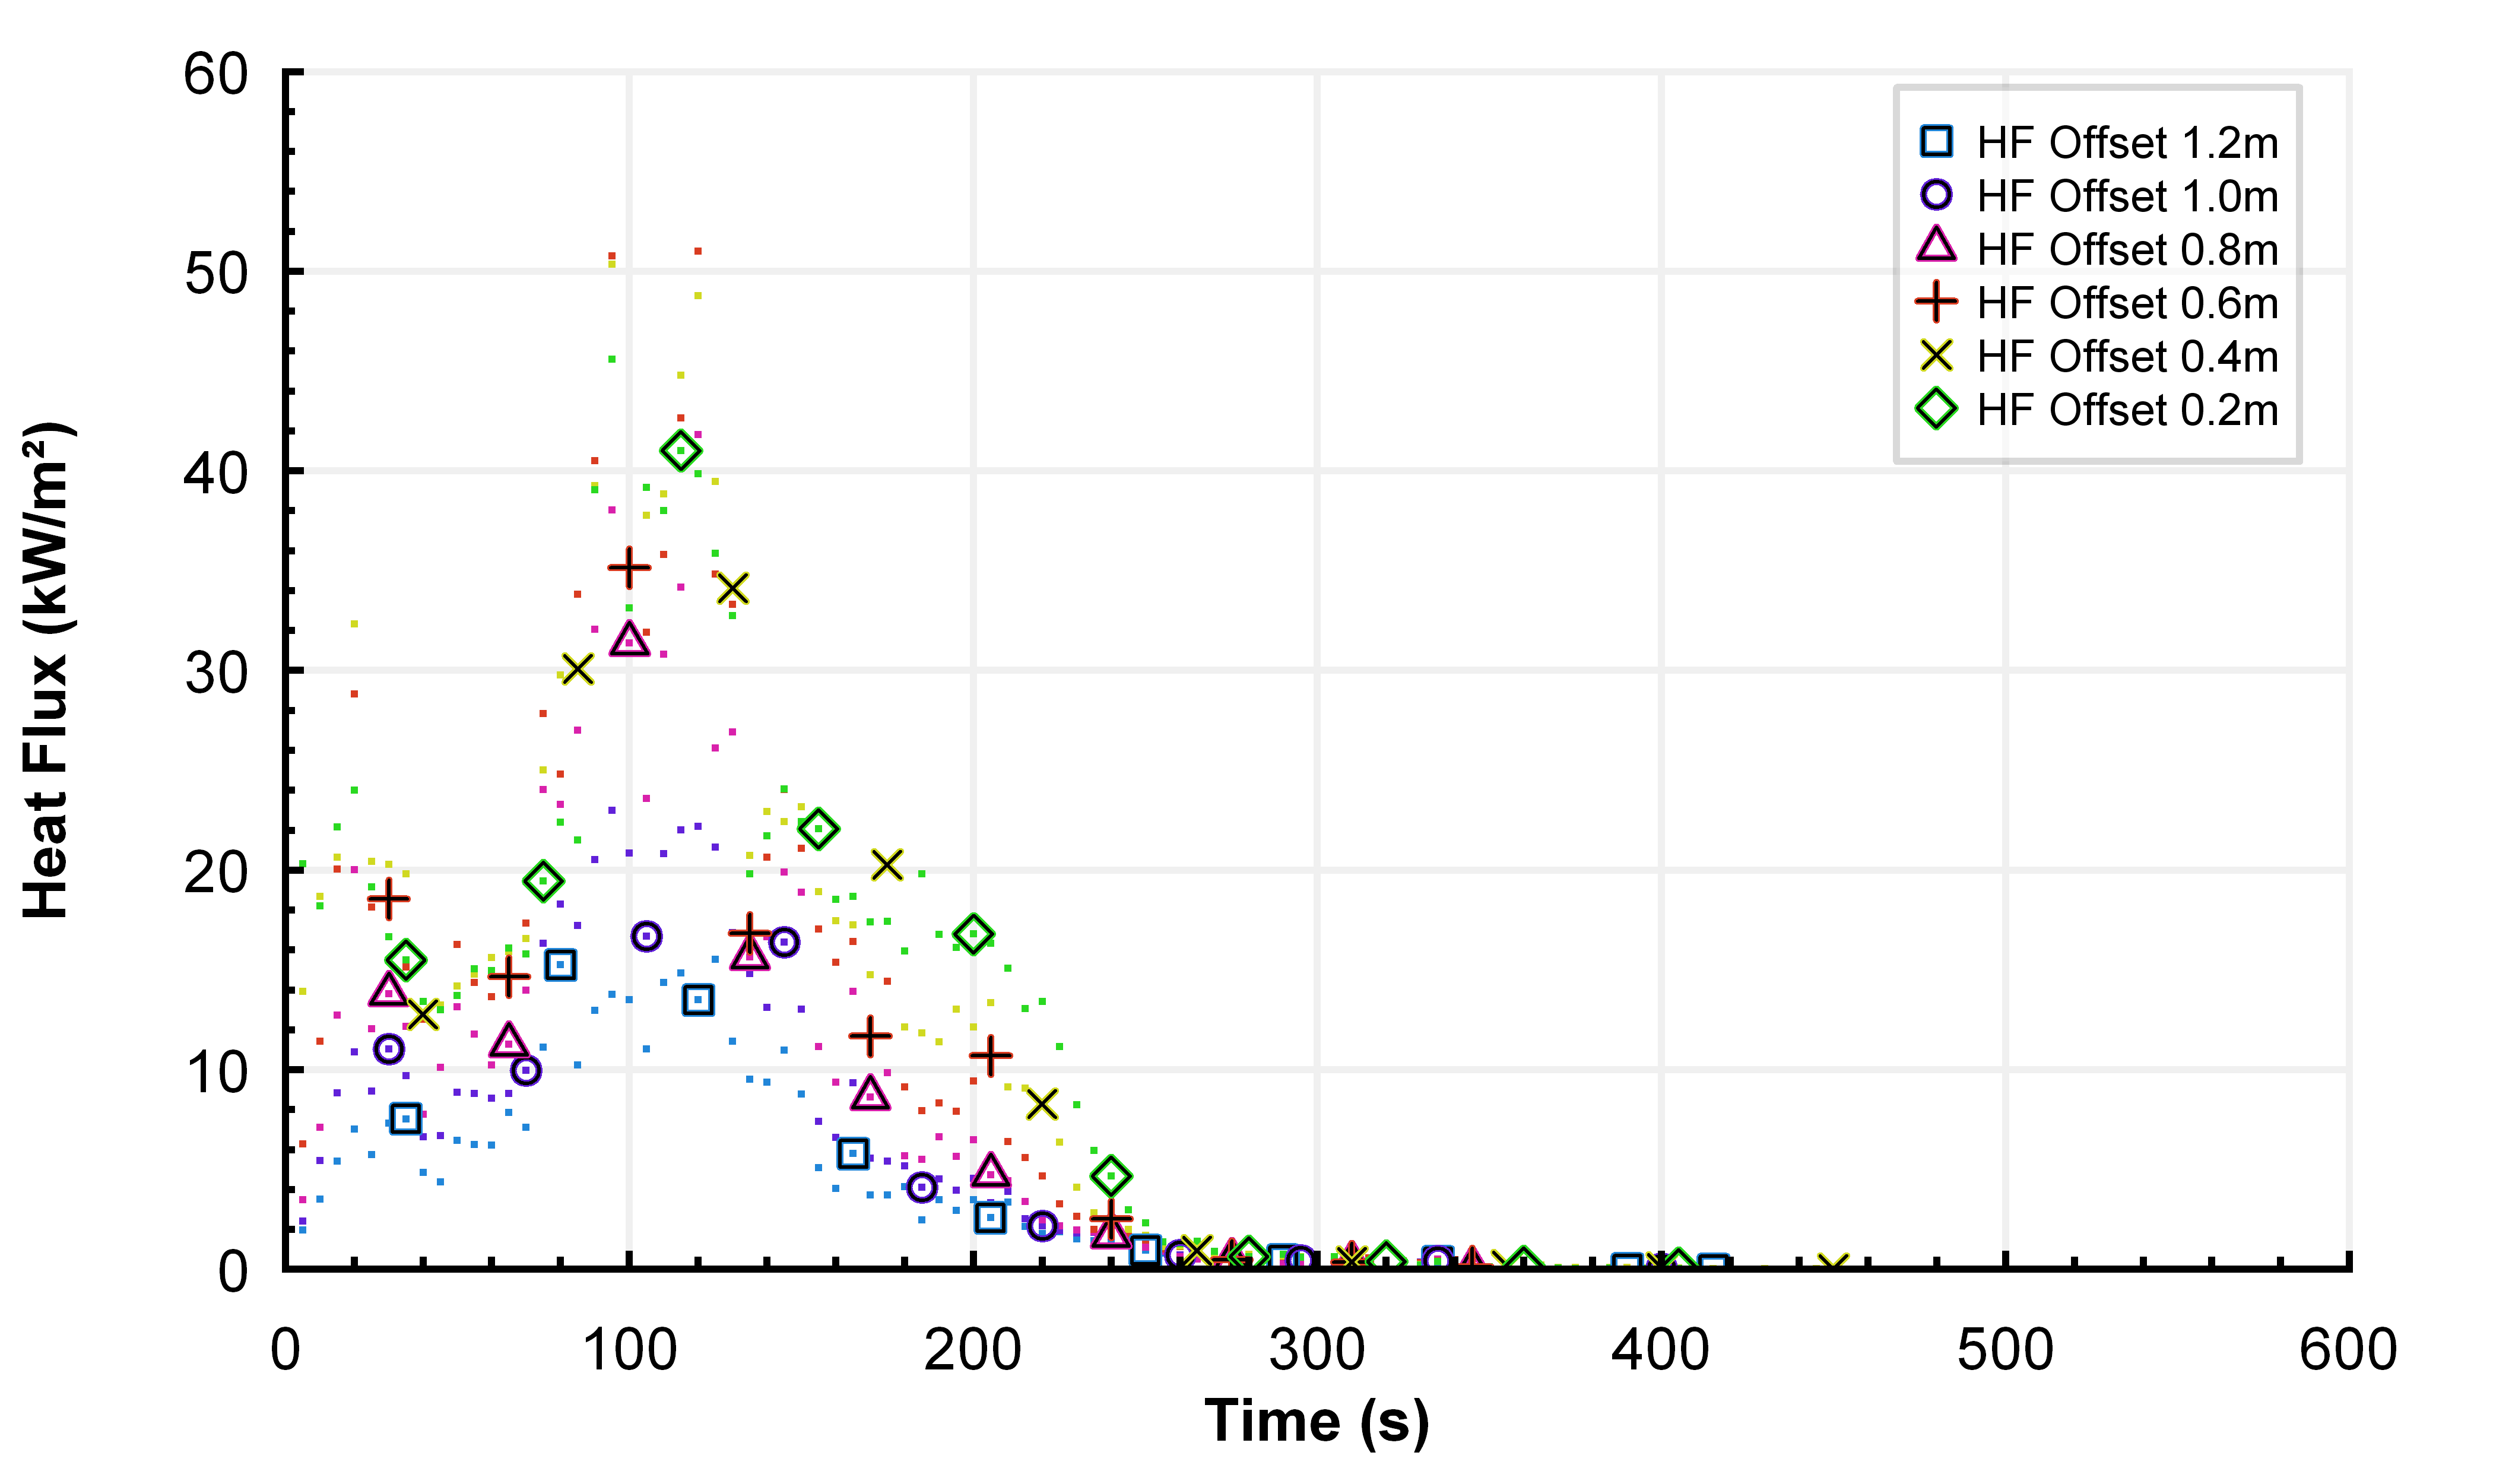 60
50
40
30
20
10
0
Heat Flux (kW/m²)
HF Offset 1.2m
HF Offset 1.0m
HF Offset 0.8m
HF Offset 0.6m
HF Offset 0.4m
HF Offset 0.2m
0 100 200 300 400 500 600
Time (s)